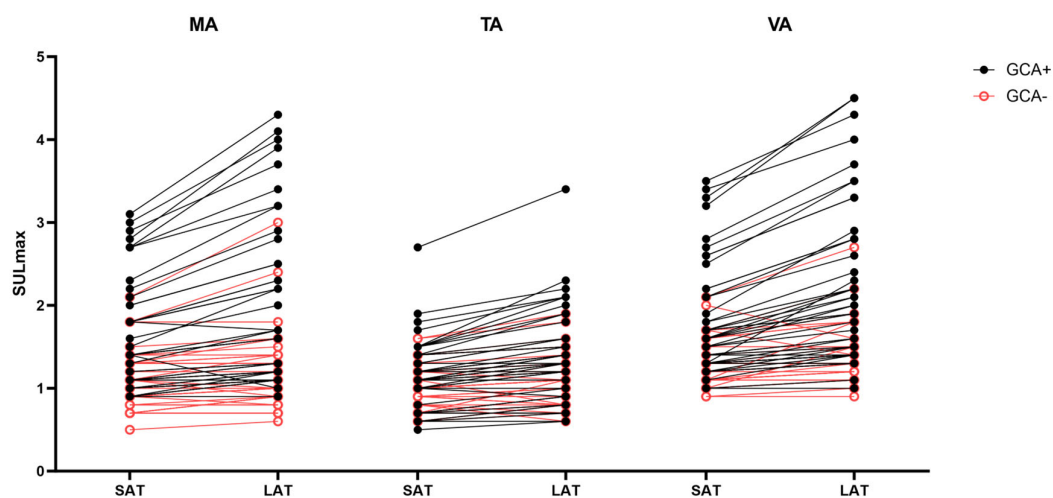 MA TA VA
5
GCA+
GCA-
4
3
SULmax
2
1
0
SAT LAT SAT LAT SAT LAT